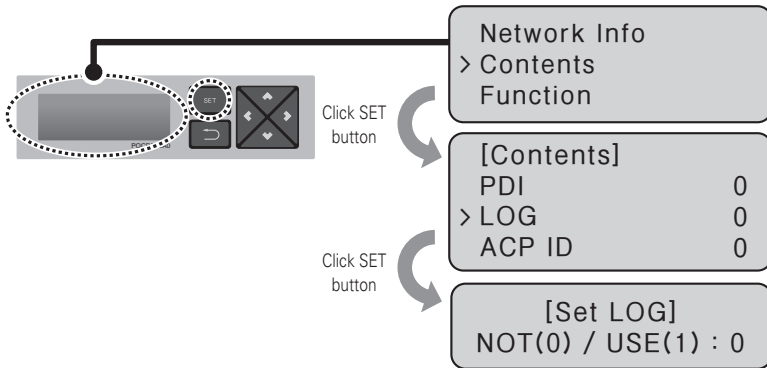 Network Info
> Contents
Function
SET
Click SET
button
[Contents]
PDI 0
> LOG 0
ACP ID 0
Click SET
button
[Set LOG]
NOT(0) / USE(1) : 0